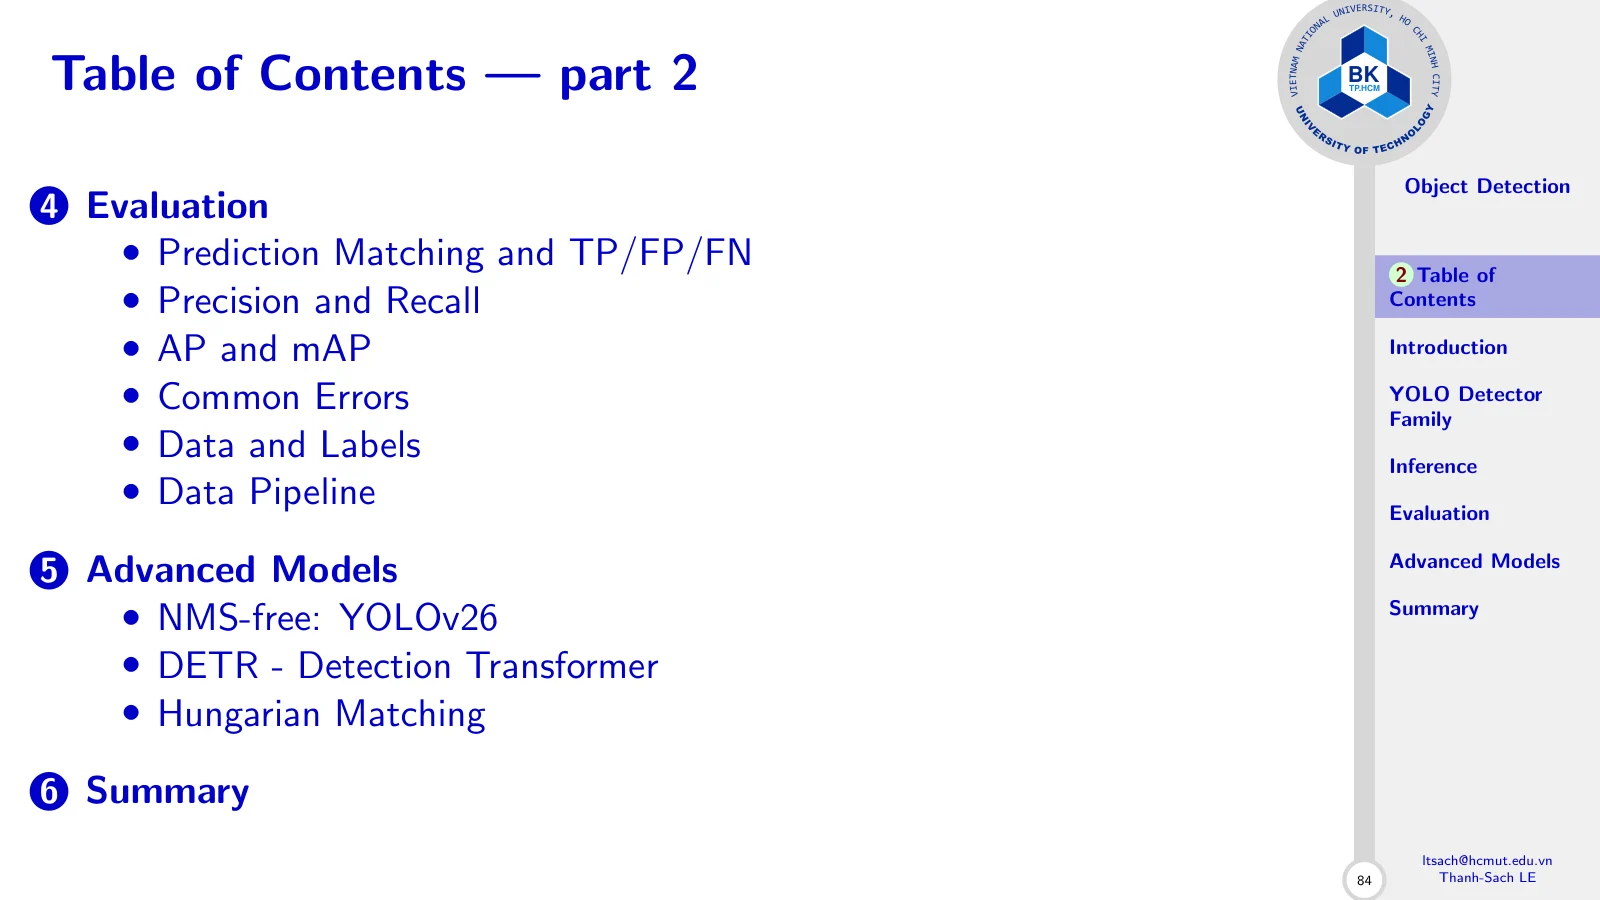 Table of Contents — part 2
4 Evaluation
• Prediction Matching and TP/FP/FN
• Precision and Recall
• AP and mAP
• Common Errors
• Data and Labels
• Data Pipeline
5 Advanced Models
• NMS-free: YOLOv26
• DETR - Detection Transformer
• Hungarian Matching
6 Summary
VIETNAM NATIONAL UNIVERSITY, HO CHI MINH CITY
BK
TP.HCM
UNIVERSITY OF TECHNOLOGY
Object Detection
2 Table of
Contents
Introduction
YOLO Detector
Family
Inference
Evaluation
Advanced Models
Summary
ltsach@hcmut.edu.vn
Thanh-Sach LE
84